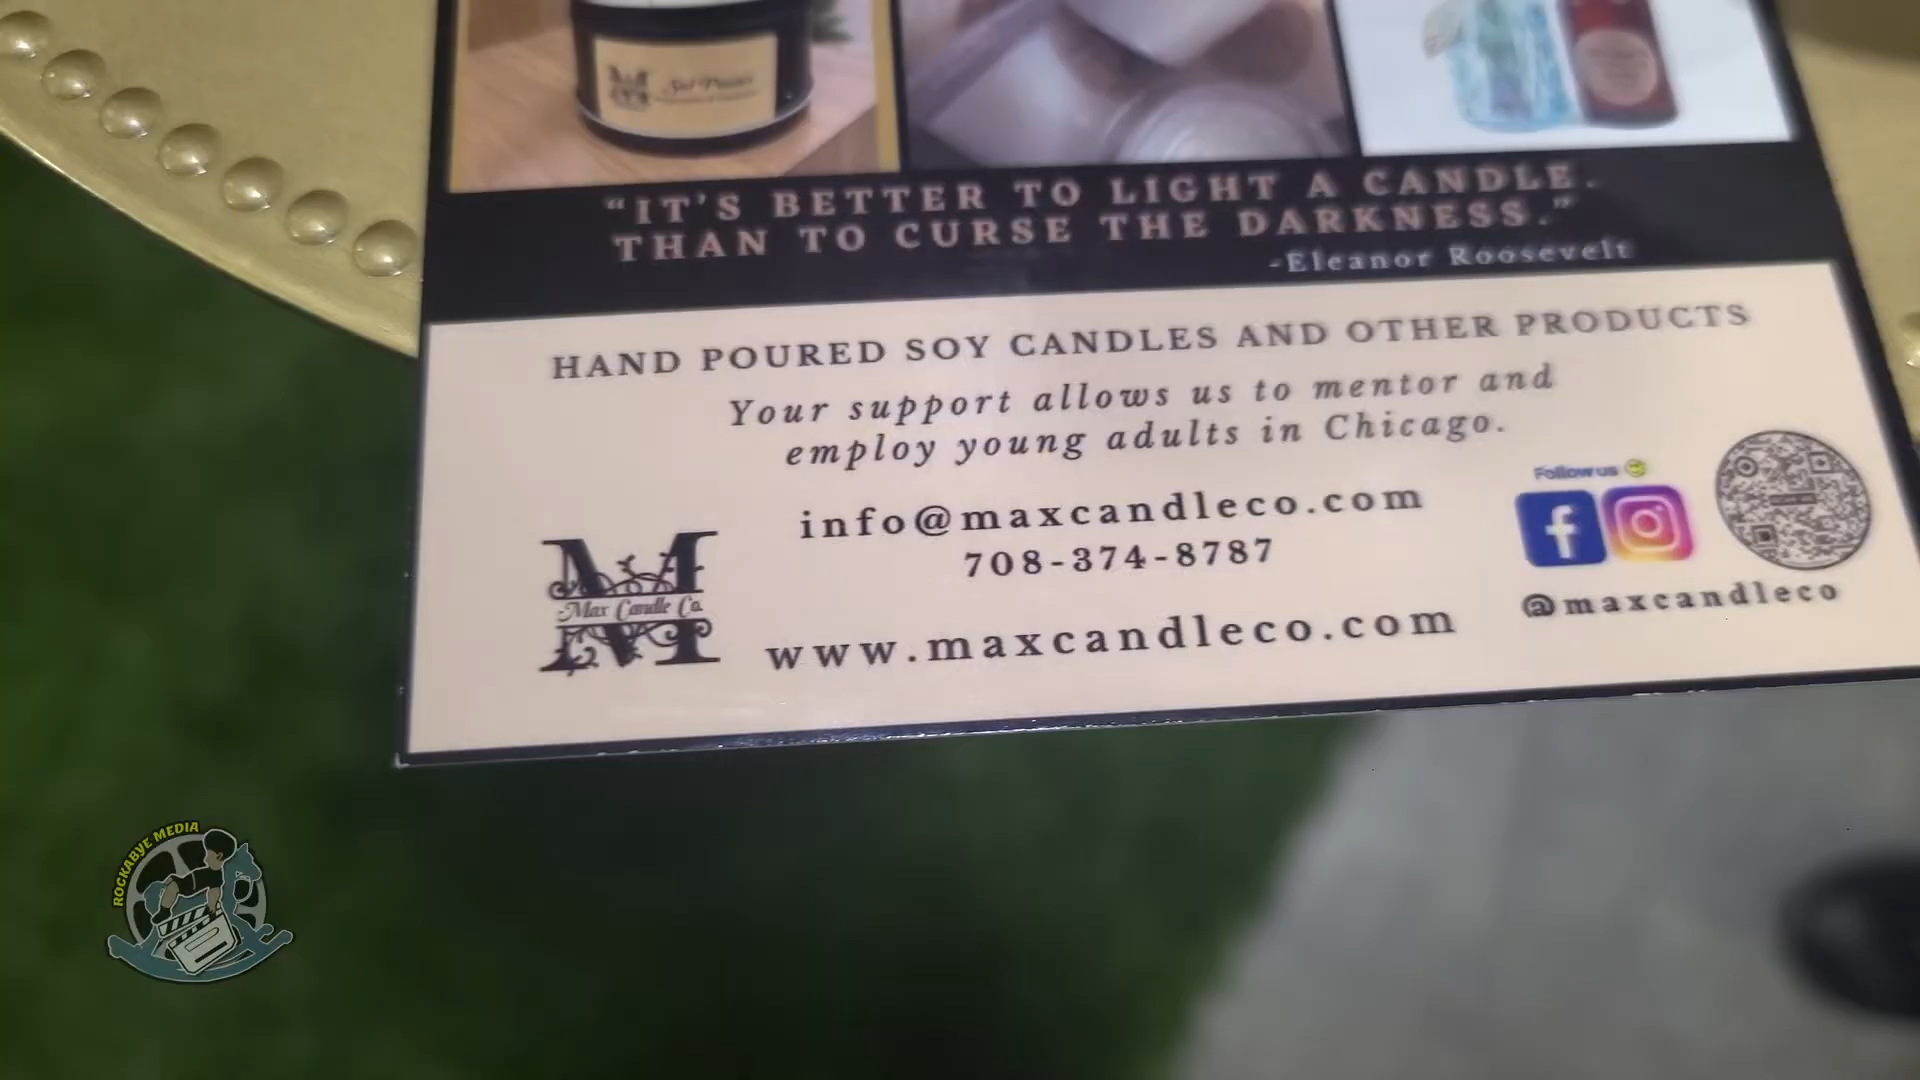 "IT'S BETTER TO LIGHT A CANDLE.
THAN TO CURSE THE DARKNESS."
-Eleanor Roosevelt
HAND POURED SOY CANDLES AND OTHER PRODUCTS
Your support allows us to mentor and
employ young adults in Chicago.
Follow us
info@maxcandleco.com
708-374-8787
@maxcandleco
Max Candle Co.
www.maxcandleco.com
ROCKABYE MEDIA